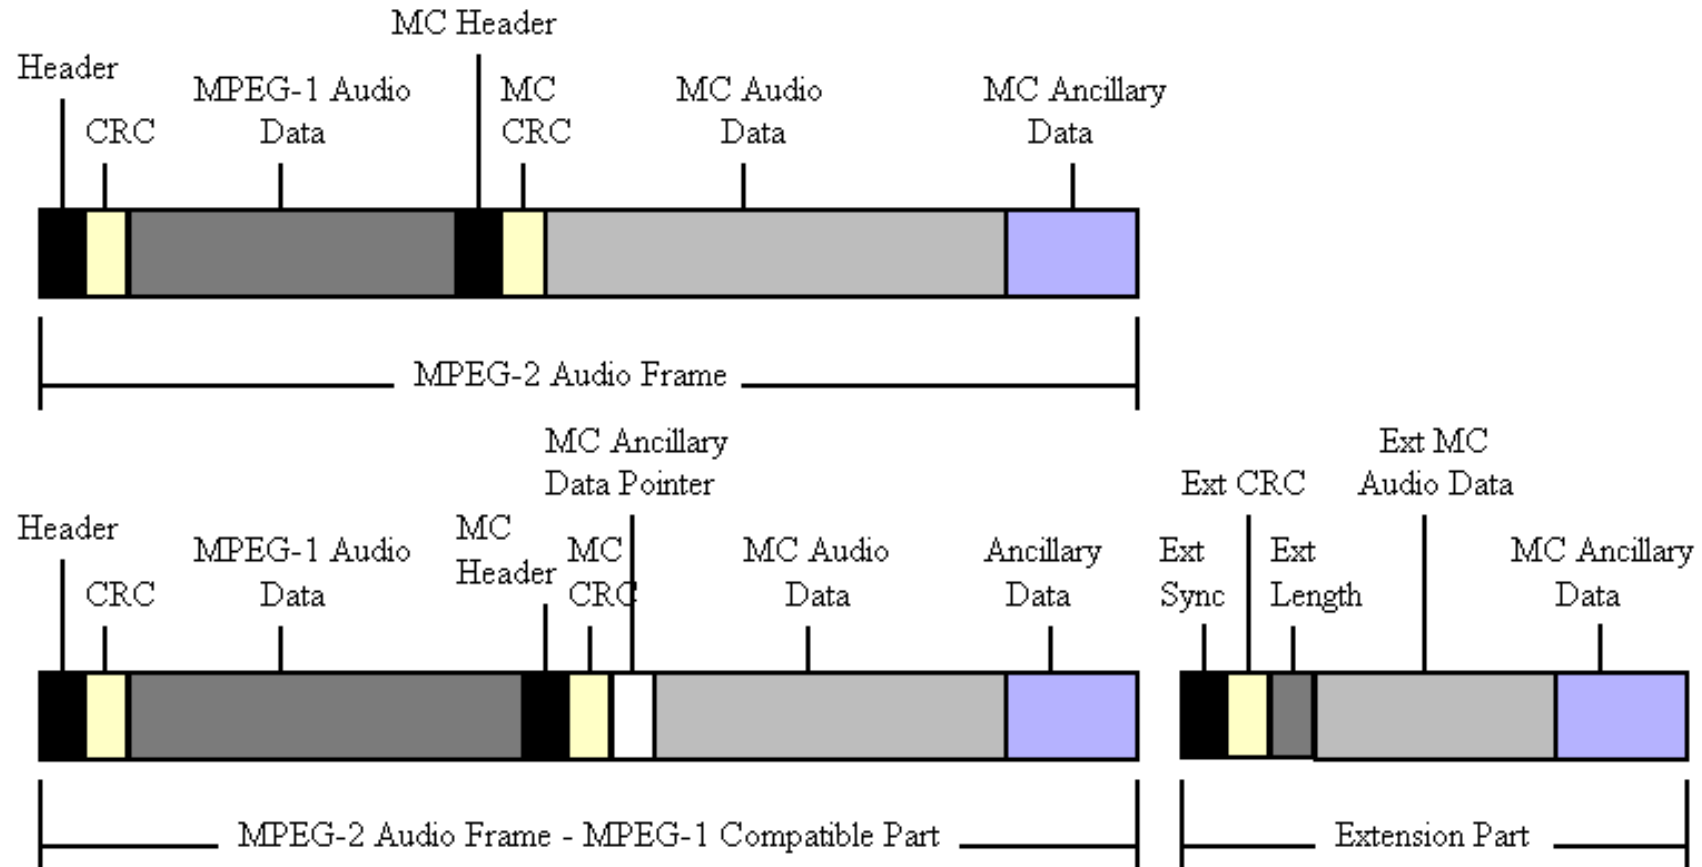 MC Header
Header
MPEG-1 Audio
Data
MC
CRC
MC Audio
Data
MC Ancillary
Data
CRC
MPEG-2 Audio Frame
MC Ancillary
Data Pointer
Ext MC
Audio Data
Ext CRC
Header
CRC
MPEG-1 Audio
Data
MC
Header
MC
CRC
MC Audio
Data
Ancillary
Data
Ext
Sync
Ext
Length
MC Ancillary
Data
MPEG-2 Audio Frame - MPEG-1 Compatible Part
Extension Part